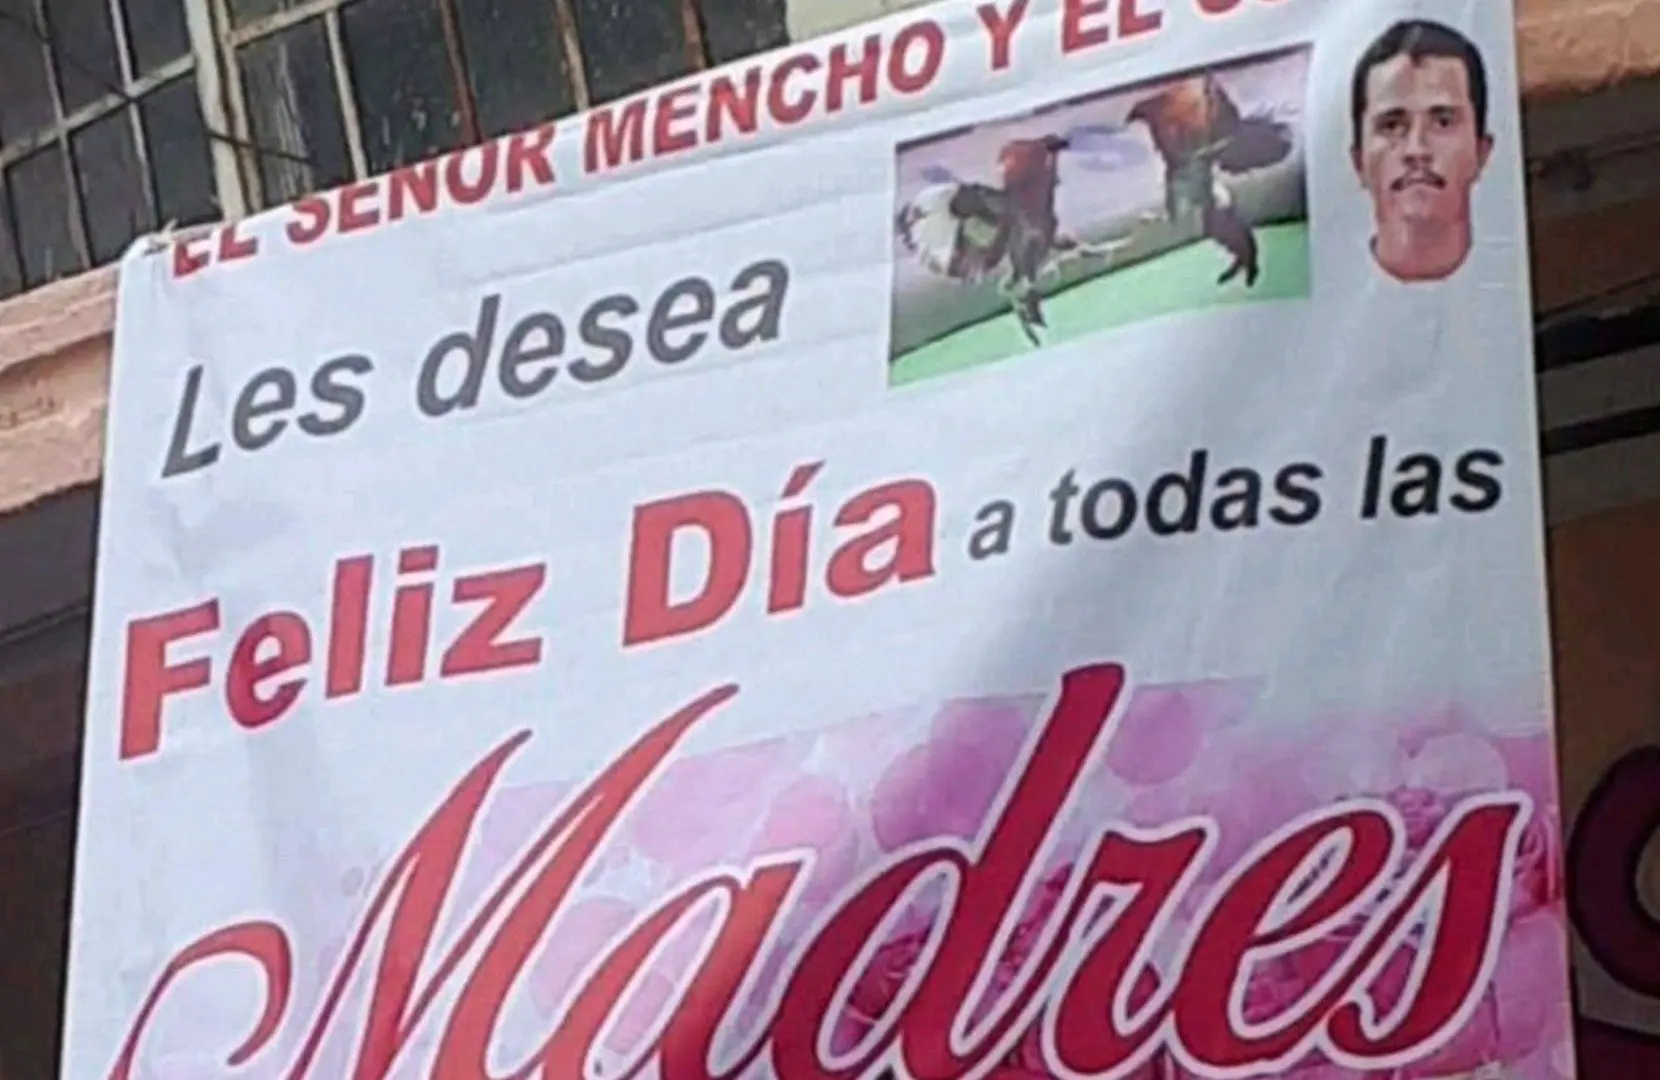 EL SEÑOR MENCHO Y EL
Les desea
Feliz Día a todas las
Madres